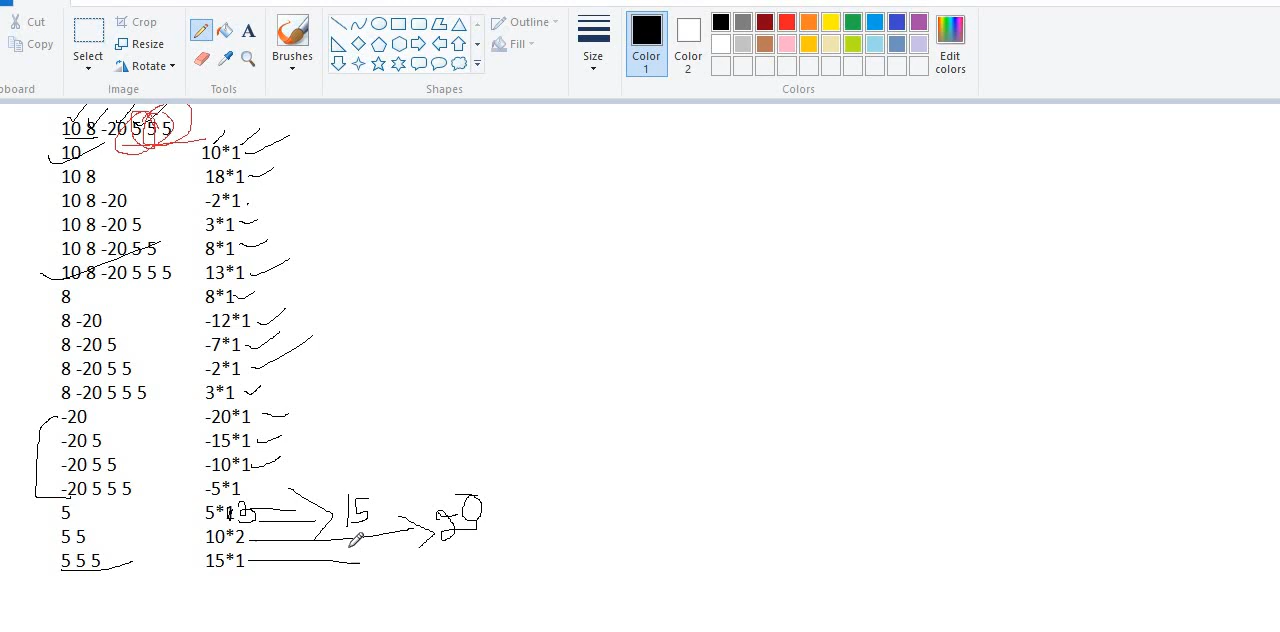 Cut
Crop
Outline
Copy
Select
Resize
Fill
Rotate
Brushes
Size
Color 1
Color 2
Edit colors
Image
Tools
Shapes
Colors
10 8 -20 5 5 5
10 10*1
10 8 18*1
10 8 -20 -2*1
10 8 -20 5 3*1
10 8 -20 5 5 8*1
10 8 -20 5 5 5 13*1
8 8*1
8 -20 -12*1
8 -20 5 -7*1
8 -20 5 5 -2*1
8 -20 5 5 5 3*1
-20 -20*1
-20 5 -15*1
-20 5 5 -10*1
-20 5 5 5 -5*1
5 5* 15 20
5 5 10*2
5 5 5 15*1